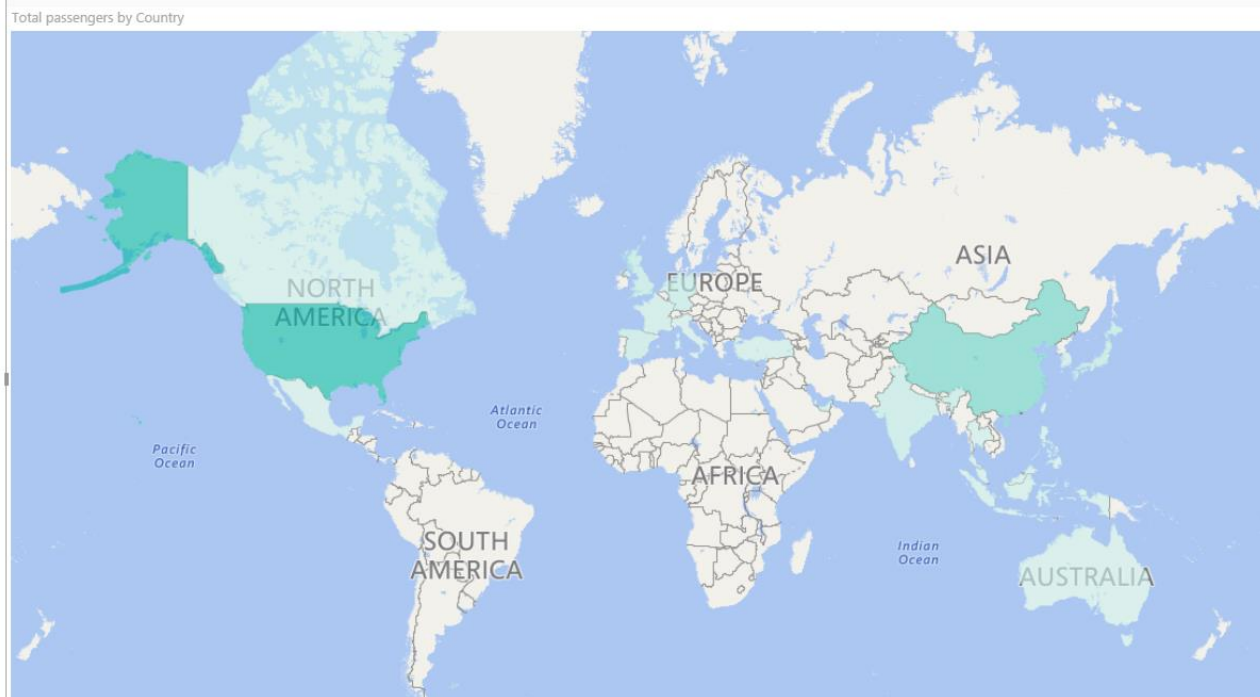 Total passengers by Country
NORTH
AMERICA
EUROPE
ASIA
Atlantic
Ocean
Pacific
Ocean
AFRICA
SOUTH
AMERICA
Indian
Ocean
AUSTRALIA